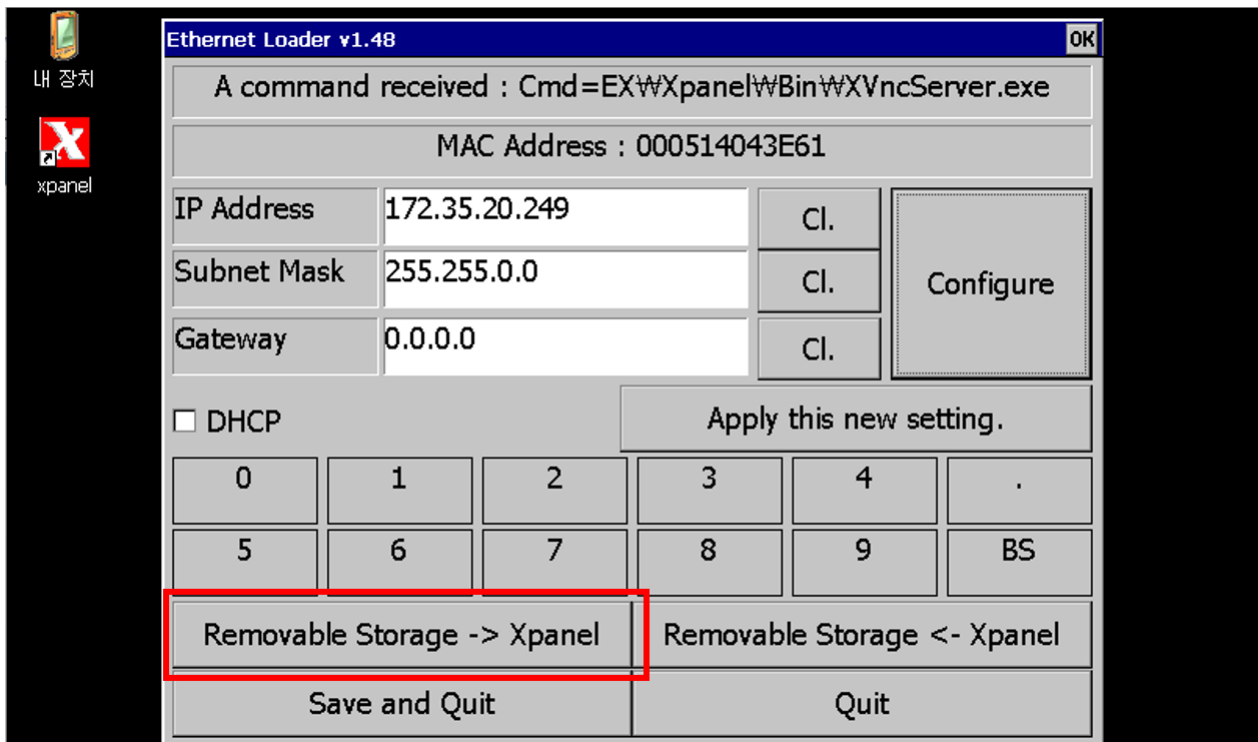 내 장치
xpanel
Ethernet Loader v1.48
OK
A command received : Cmd=EX₩Xpanel₩Bin₩XVncServer.exe
MAC Address : 000514043E61
IP Address 172.35.20.249 Cl.
Subnet Mask 255.255.0.0 Cl.
Configure
Gateway 0.0.0.0 Cl.
DHCP Apply this new setting.
0 1 2 3 4 .
5 6 7 8 9 BS
Removable Storage -> Xpanel Removable Storage <- Xpanel
Save and Quit Quit